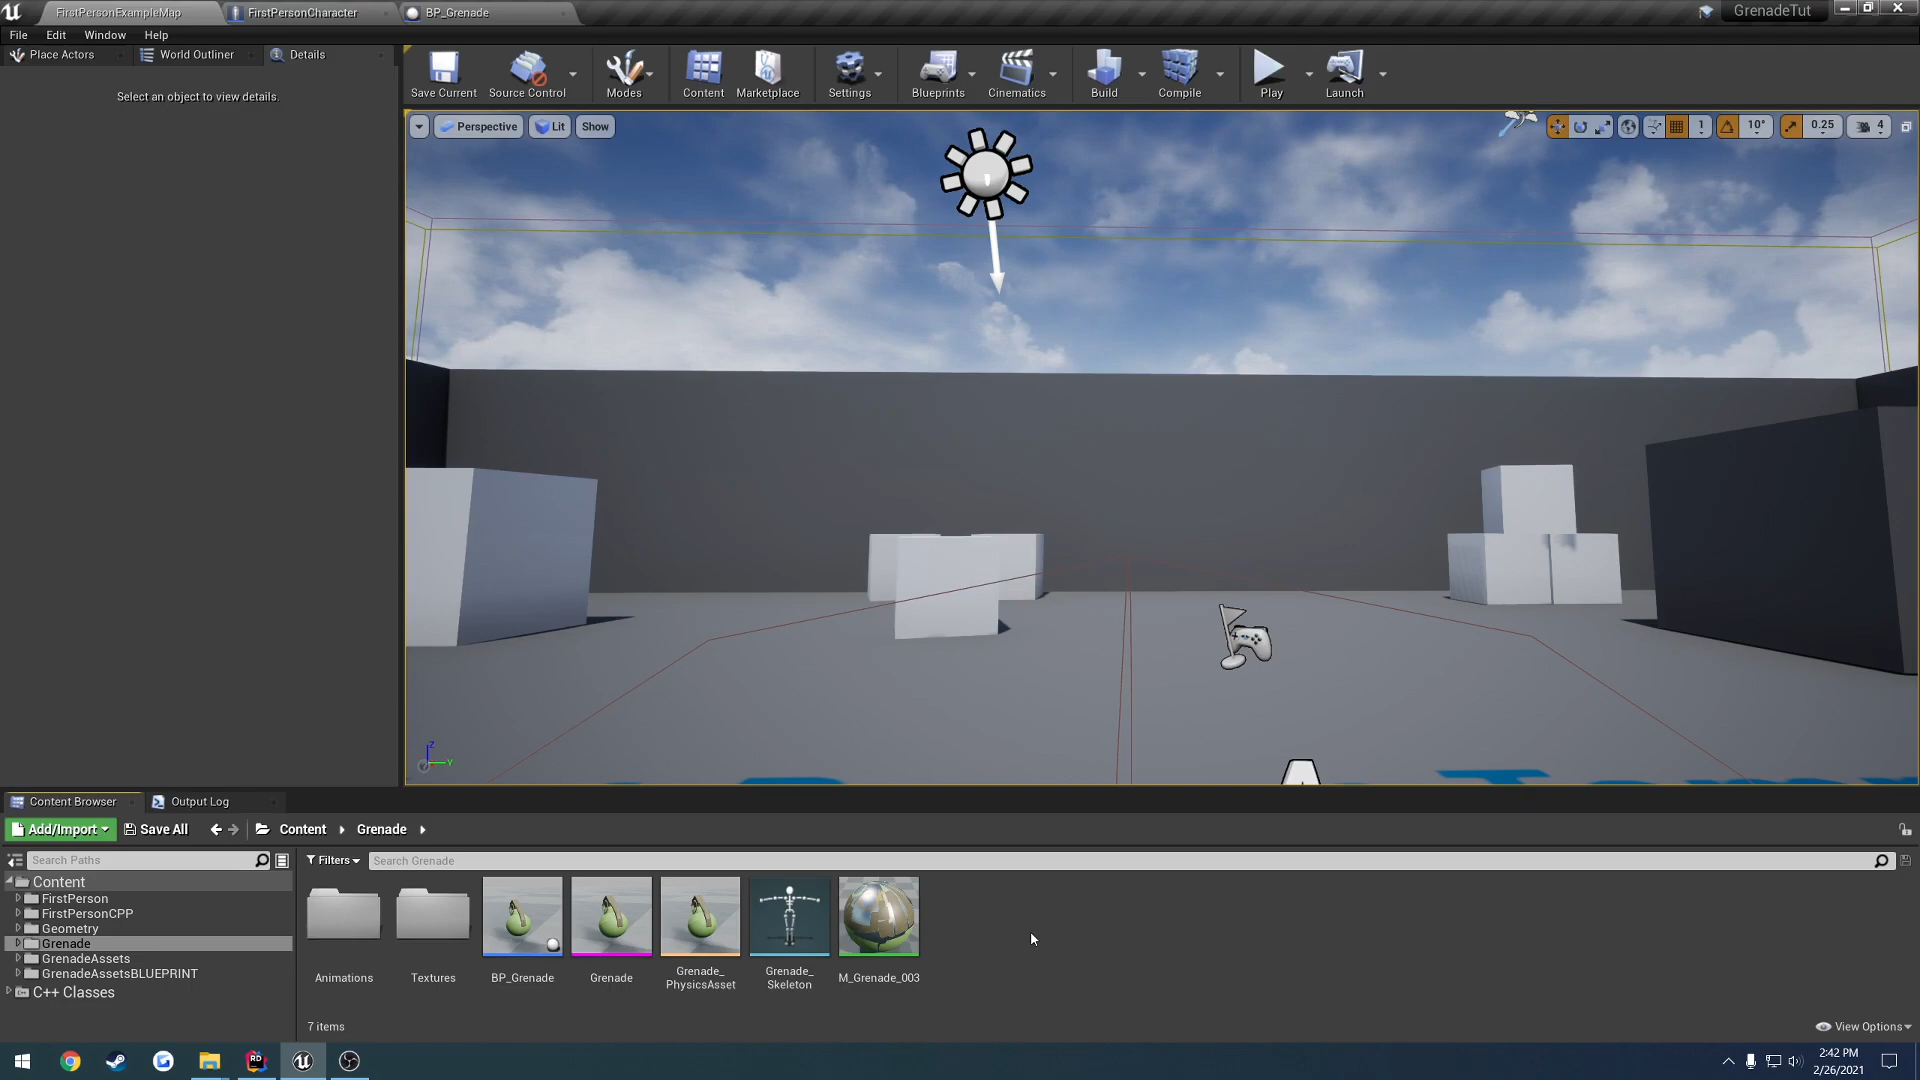 FirstPersonExampleMap
FirstPersonCharacter
BP_Grenade
GrenadeTut
File
Edit
Window
Help
Place Actors
World Outliner
Details
Select an object to view details.
Save Current
Source Control
Modes
Content
Marketplace
Settings
Blueprints
Cinematics
Build
Compile
Play
Launch
Perspective
Lit
Show
1
10°
0.25
4
Z
Y
Content Browser
Output Log
Add/Import
Save All
Content
Grenade
Search Paths
Filters
Search Grenade
Content
FirstPerson
FirstPersonCPP
Geometry
Grenade
GrenadeAssets
GrenadeAssetsBLUEPRINT
C++ Classes
Animations
Textures
BP_Grenade
Grenade
Grenade_
PhysicsAsset
Grenade_
Skeleton
M_Grenade_003
7 items
View Options
RD
2:42 PM
2/26/2021